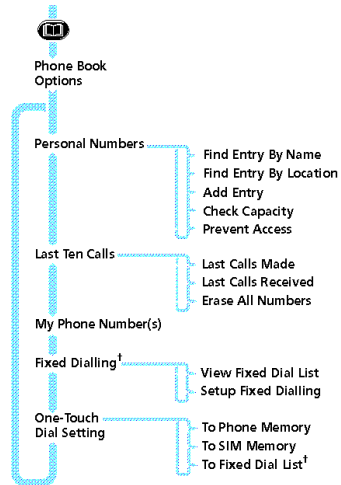 Phone Book
Options
Personal Numbers
Find Entry By Name
Find Entry By Location
Add Entry
Check Capacity
Prevent Access
Last Ten Calls
Last Calls Made
Last Calls Received
Erase All Numbers
My Phone Number(s)
Fixed Dialling†
View Fixed Dial List
Setup Fixed Dialling
One-Touch
Dial Setting
To Phone Memory
To SIM Memory
To Fixed Dial List†